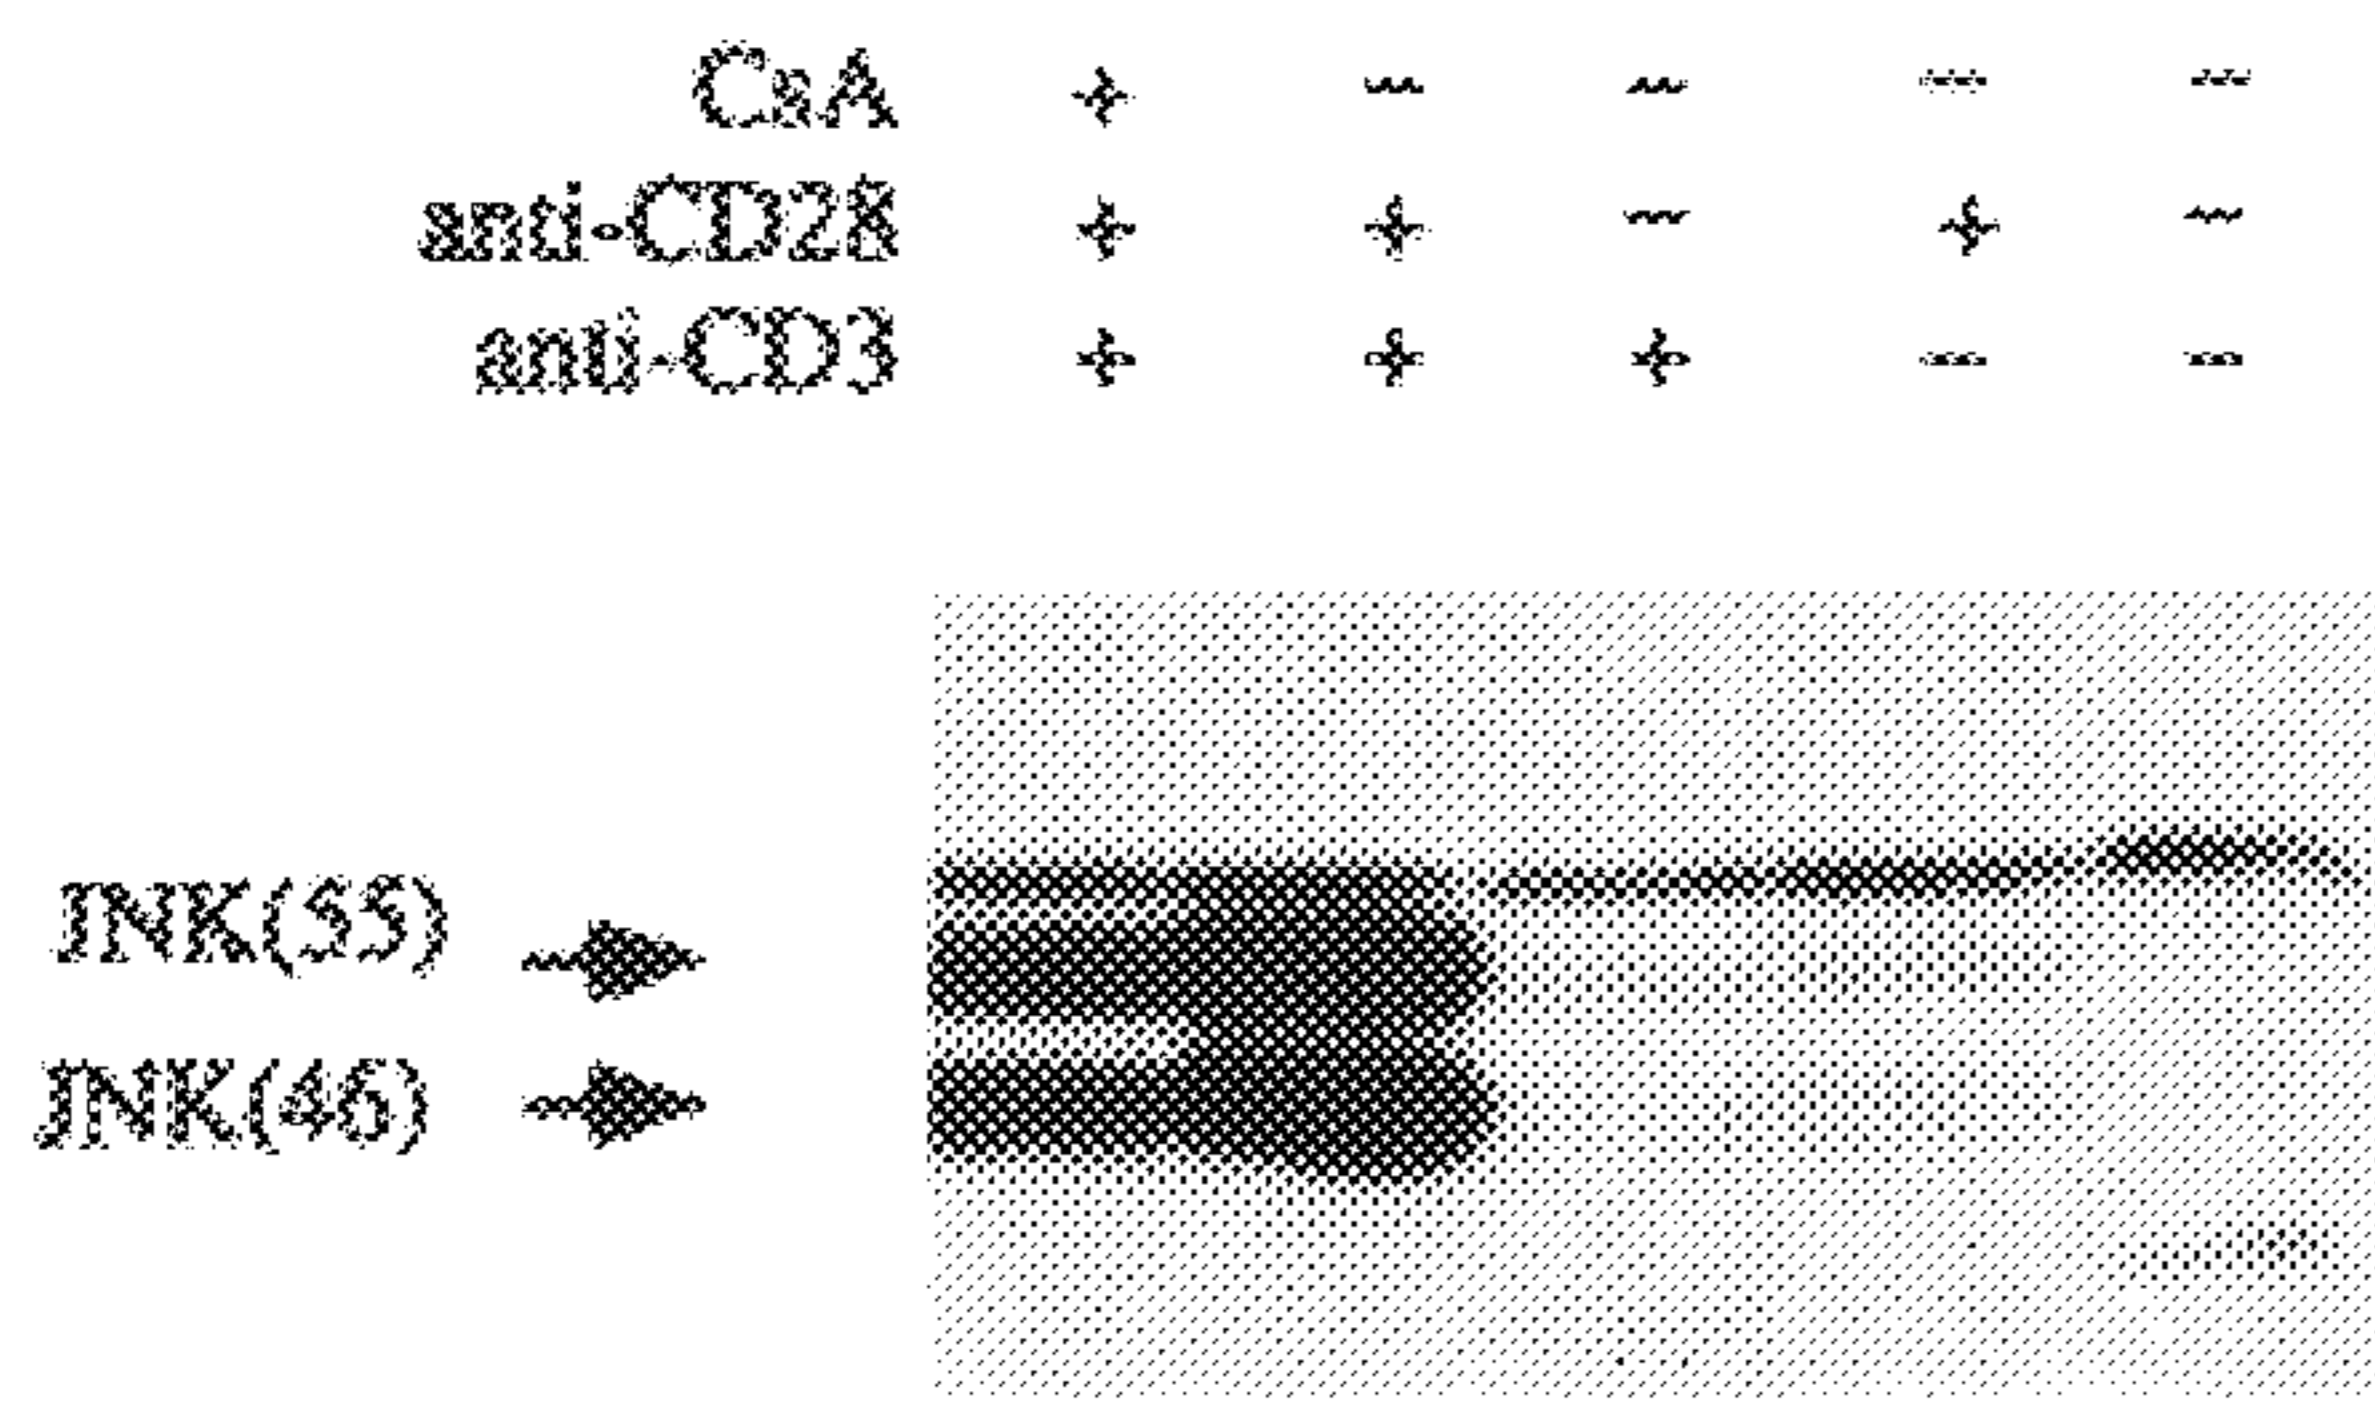 CsA + - - - -
anti-CD28 + + - + -
anti-CD3 + + + - -
JNK(55)
JNK(46)